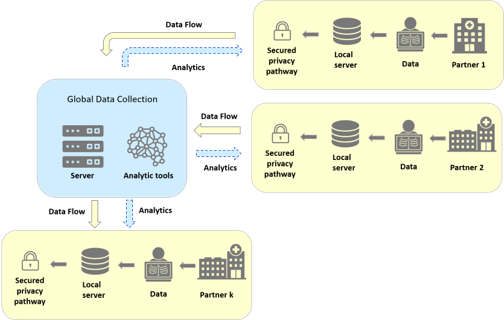 Data Flow
Analytics
Secured
privacy
pathway
Local
server
Data
Partner 1
Global Data Collection
Server
Analytic tools
Data Flow
Analytics
Secured
privacy
pathway
Local
server
Data
Partner 2
Data Flow
Analytics
Secured
privacy
pathway
Local
server
Data
Partner k